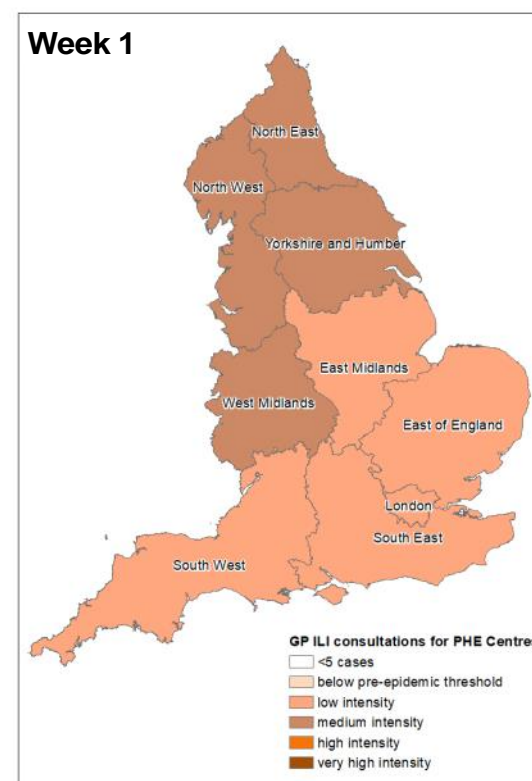 Week 1
North East
North West
Yorkshire and Humber
East Midlands
West Midlands
East of England
London
South East
South West
GP ILI consultations for PHE Centres
<5 cases
below pre-epidemic threshold
low intensity
medium intensity
high intensity
very high intensity